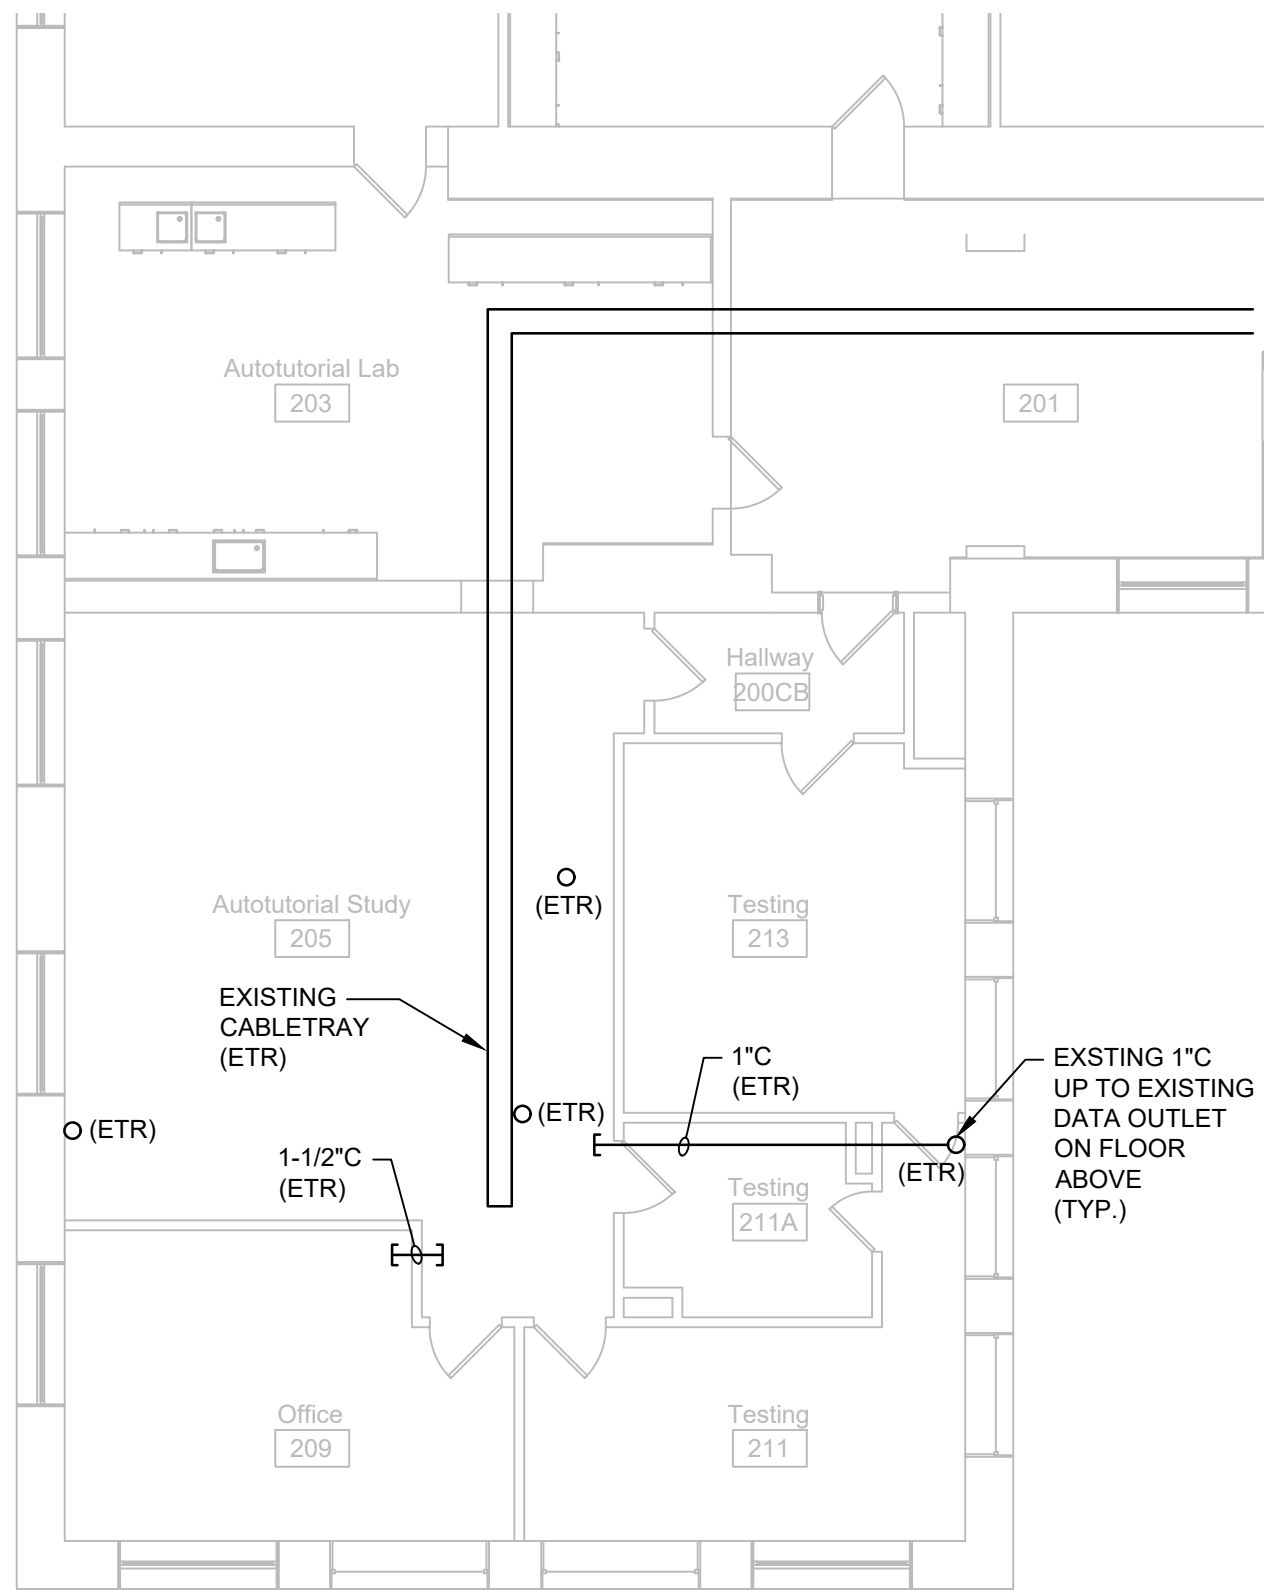 Autotutorial Lab
203
201
Hallway
200CB
Autotutorial Study
205
(ETR)
Testing
213
EXISTING
CABLETRAY
(ETR)
1"C
(ETR)
EXSTING 1"C
UP TO EXISTING
DATA OUTLET
ON FLOOR
ABOVE
(TYP.)
(ETR)
(ETR)
(ETR)
1-1/2"C
(ETR)
Testing
211A
Office
209
Testing
211